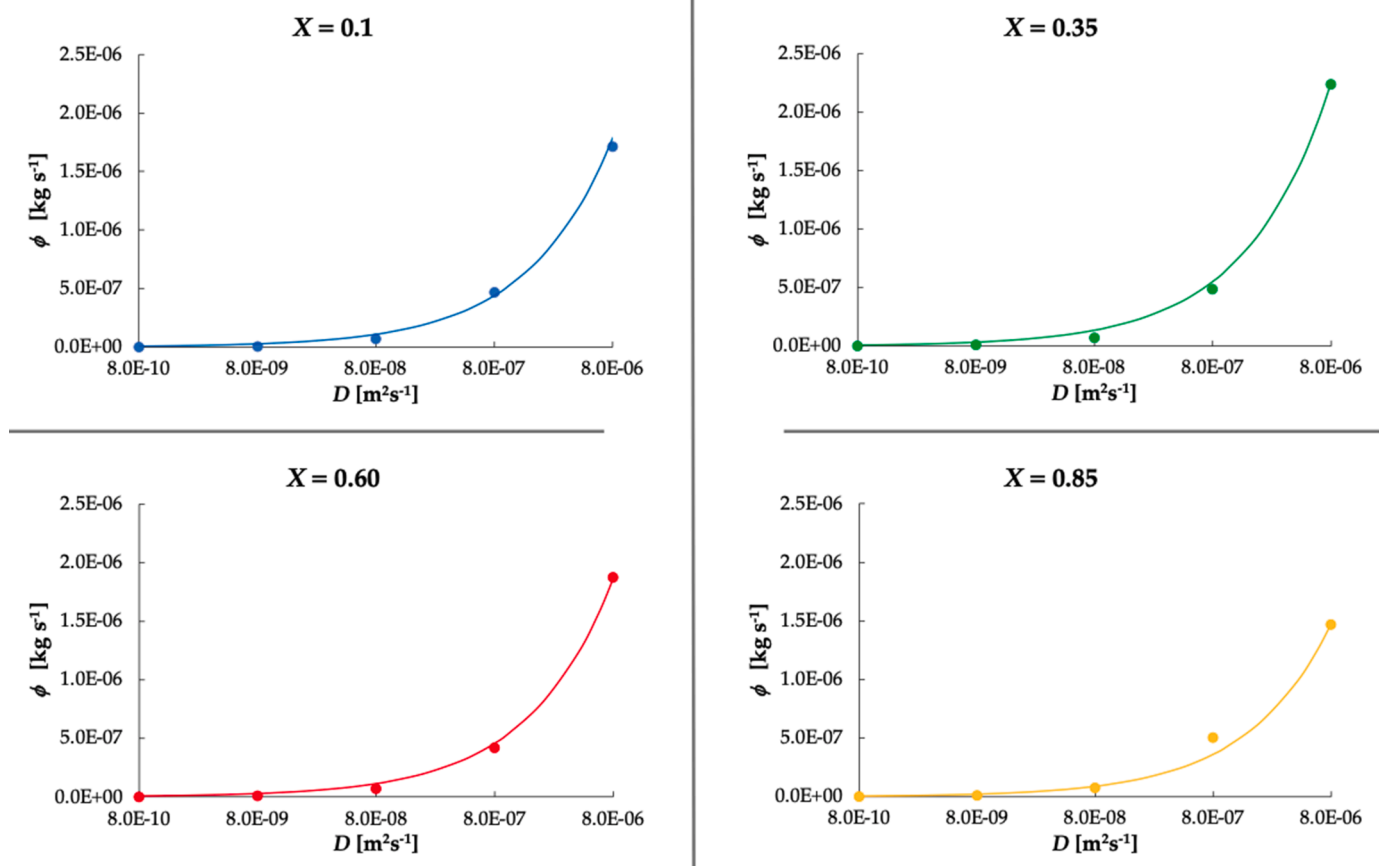 X = 0.1
2.5E-06
2.0E-06
1.5E-06
1.0E-06
5.0E-07
0.0E+00
ϕ [kg s⁻¹]
8.0E-10 8.0E-09 8.0E-08 8.0E-07 8.0E-06
D [m²s⁻¹]
X = 0.35
2.5E-06
2.0E-06
1.5E-06
1.0E-06
5.0E-07
0.0E+00
ϕ [kg s⁻¹]
8.0E-10 8.0E-09 8.0E-08 8.0E-07 8.0E-06
D [m²s⁻¹]
X = 0.60
2.5E-06
2.0E-06
1.5E-06
1.0E-06
5.0E-07
0.0E+00
ϕ [kg s⁻¹]
8.0E-10 8.0E-09 8.0E-08 8.0E-07 8.0E-06
D [m²s⁻¹]
X = 0.85
2.5E-06
2.0E-06
1.5E-06
1.0E-06
5.0E-07
0.0E+00
ϕ [kg s⁻¹]
8.0E-10 8.0E-09 8.0E-08 8.0E-07 8.0E-06
D [m²s⁻¹]